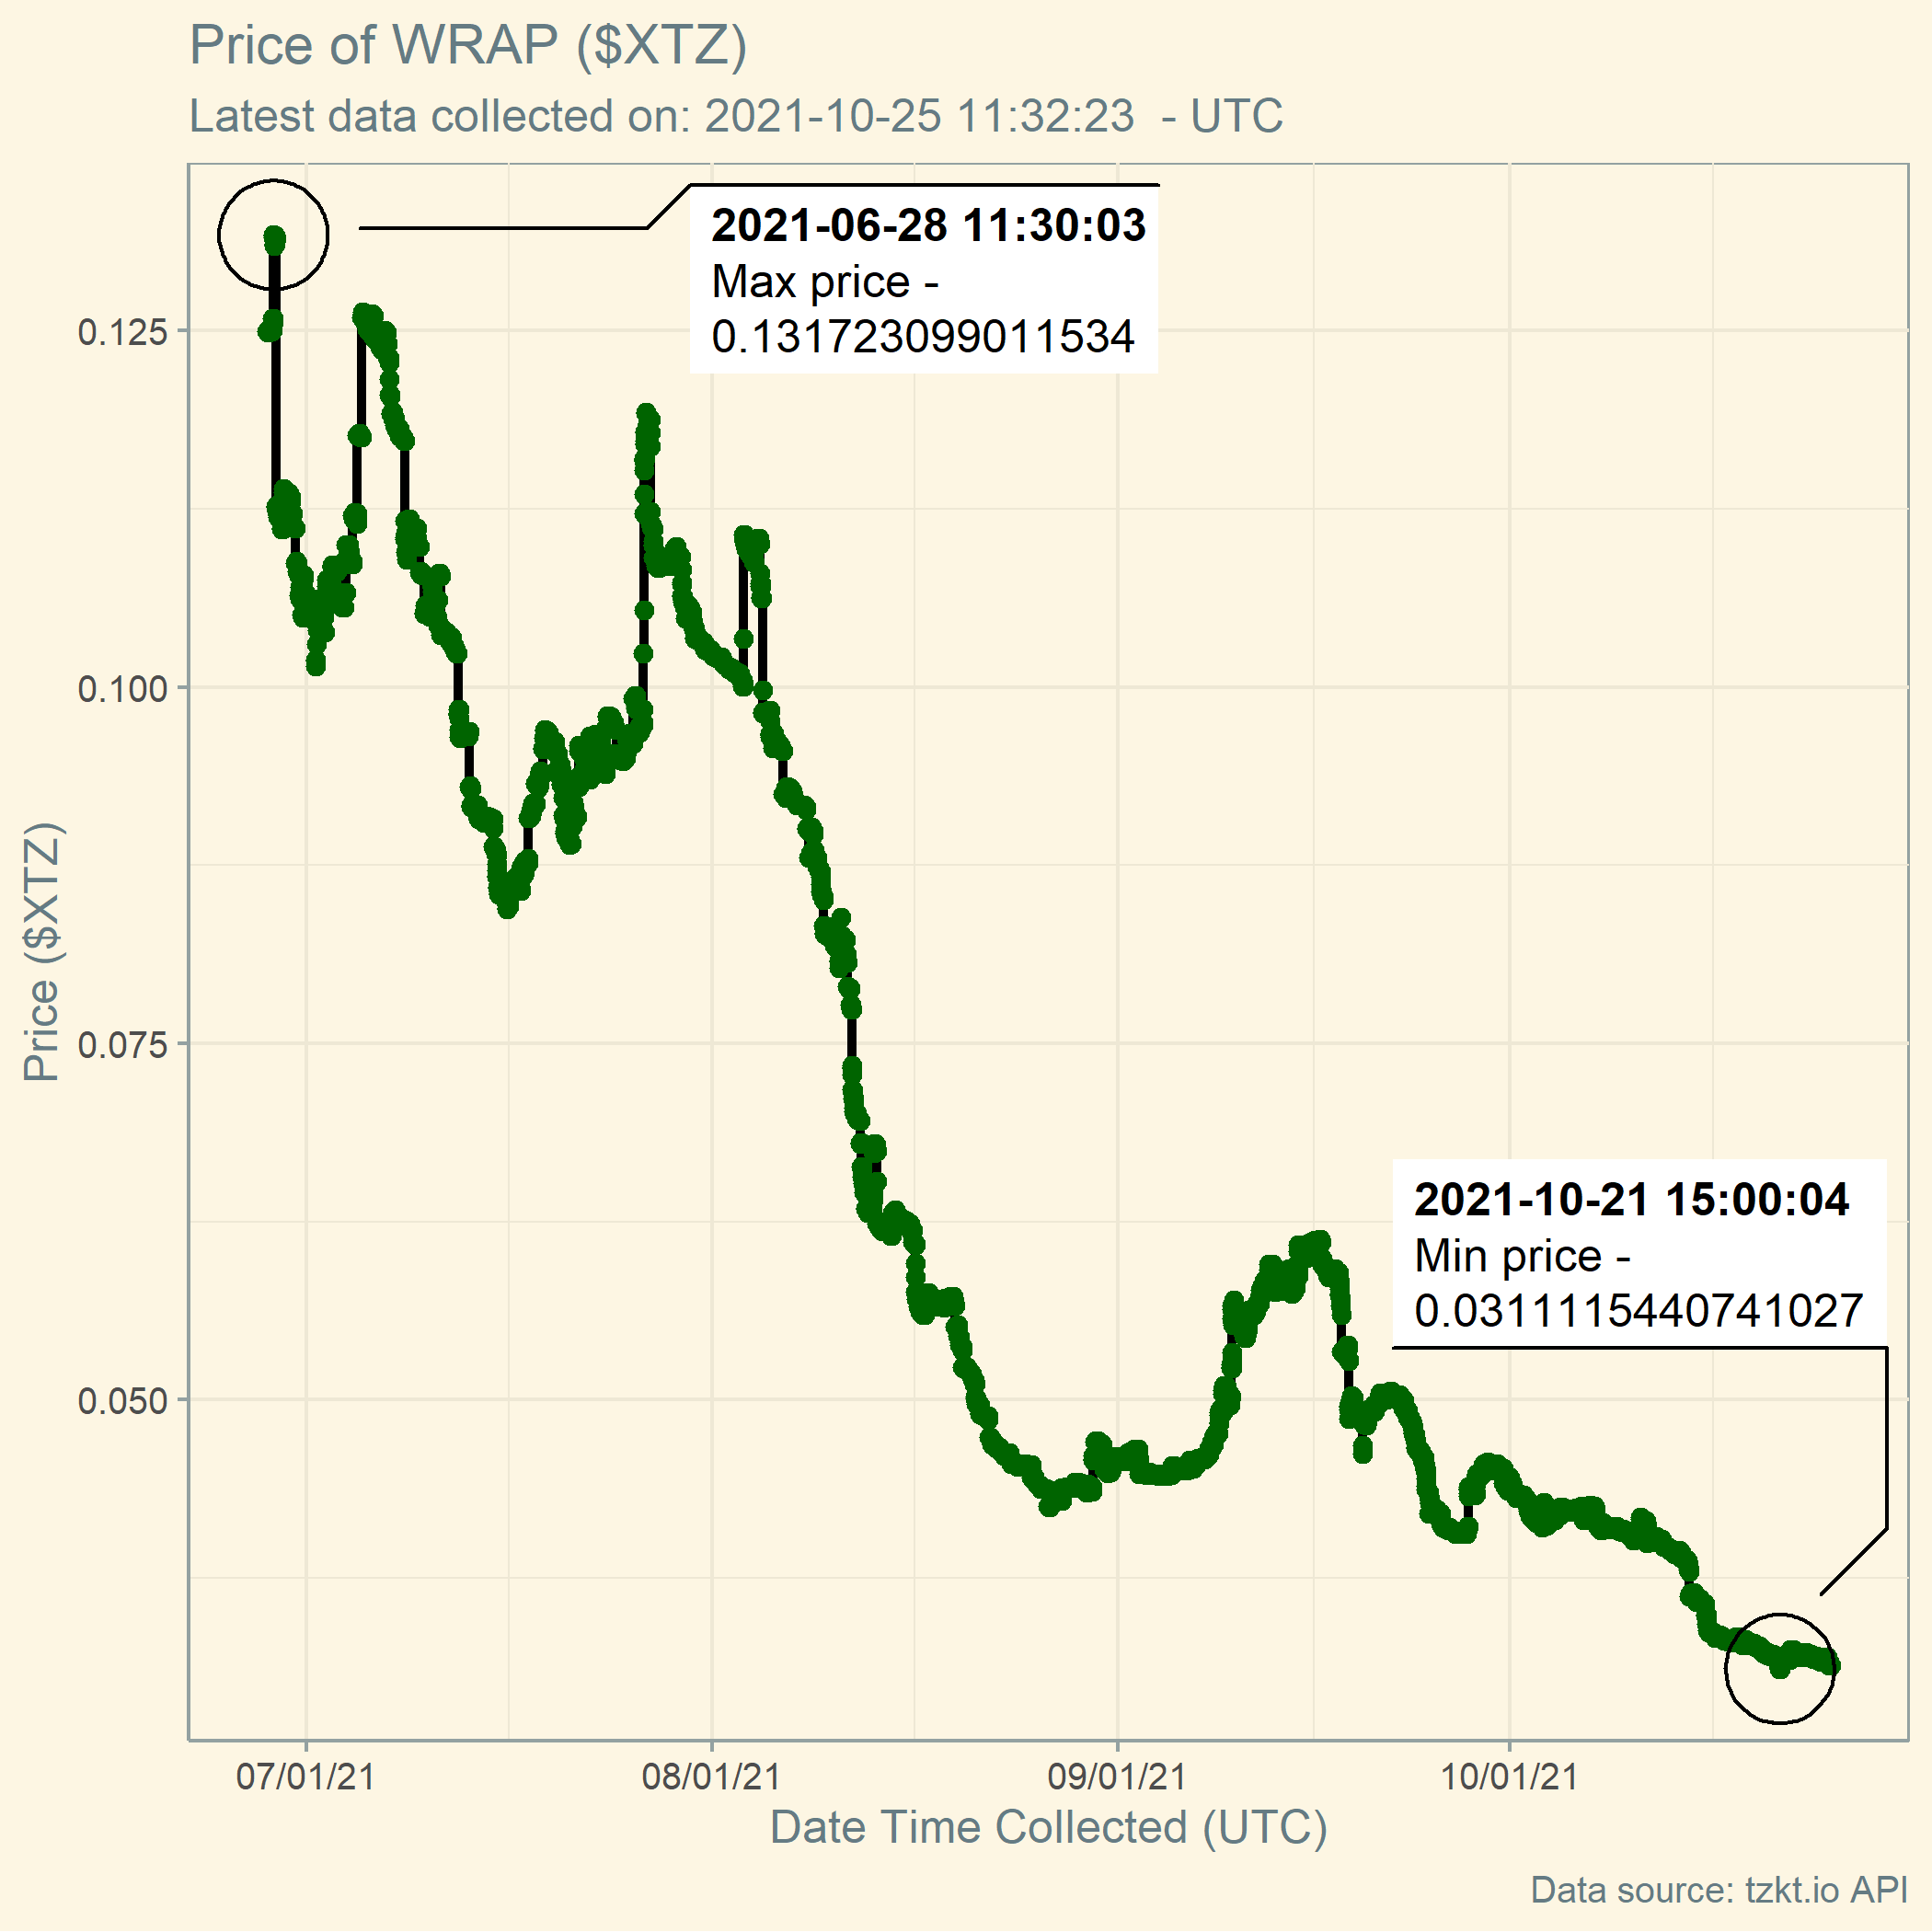 Price of WRAP ($XTZ)
Latest data collected on: 2021-10-25 11:32:23  - UTC
2021-06-28 11:30:03
Max price -
0.131723099011534
0.125
0.100
0.075
0.050
Price ($XTZ)
2021-10-21 15:00:04
Min price -
0.03111115440741027
07/01/21
08/01/21
09/01/21
10/01/21
Date Time Collected (UTC)
Data source: tzkt.io API